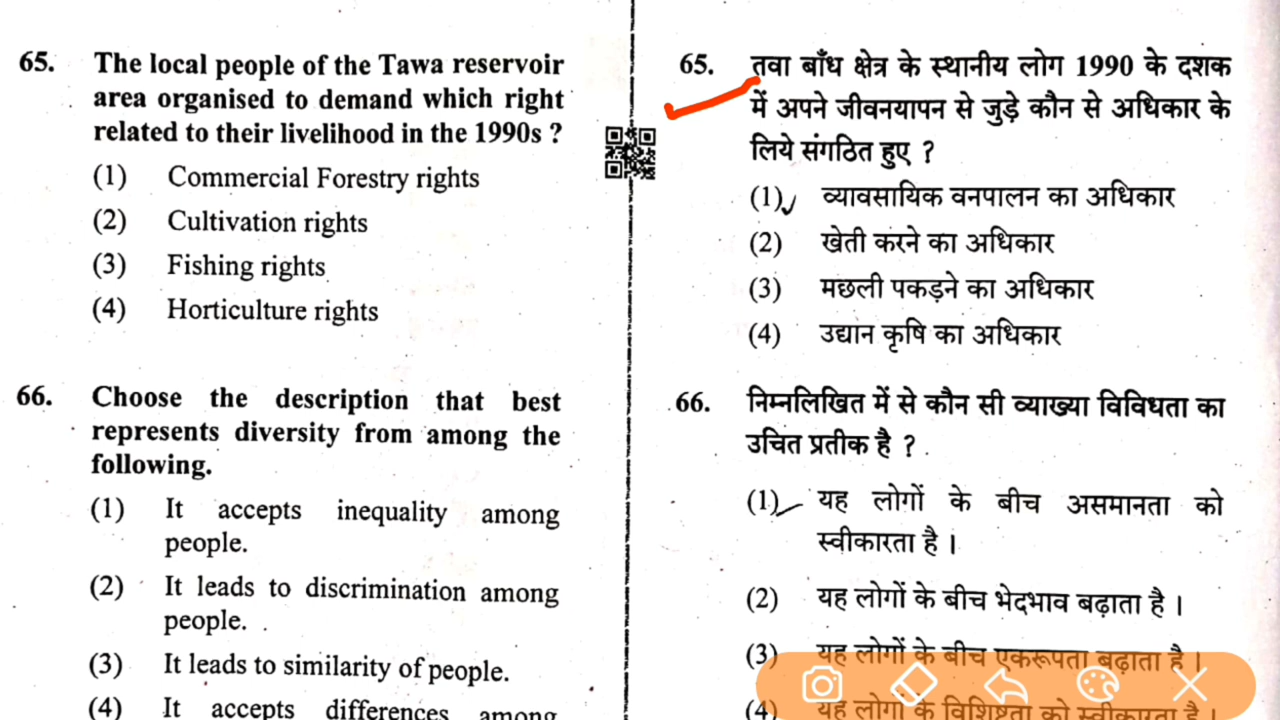 65. The local people of the Tawa reservoir
area organised to demand which right
related to their livelihood in the 1990s ?
(1) Commercial Forestry rights
(2) Cultivation rights
(3) Fishing rights
(4) Horticulture rights
66. Choose the description that best
represents diversity from among the
following.
(1) It accepts inequality among
people.
(2) It leads to discrimination among
people.
(3) It leads to similarity of people.
(4) It accepts differences among
65. तवा बाँध क्षेत्र के स्थानीय लोग 1990 के दशक
में अपने जीवनयापन से जुड़े कौन से अधिकार के
लिये संगठित हुए ?
(1) व्यावसायिक वनपालन का अधिकार
(2) खेती करने का अधिकार
(3) मछली पकड़ने का अधिकार
(4) उद्यान कृषि का अधिकार
66. निम्नलिखित में से कौन सी व्याख्या विविधता का
उचित प्रतीक है ?
(1) यह लोगों के बीच असमानता को
स्वीकारता है ।
(2) यह लोगों के बीच भेदभाव बढ़ाता है ।
(3) यह लोगों के बीच एकरूपता बढ़ाता है ।
(4) यह लोगों के विशिष्टता को स्वीकारता है ।